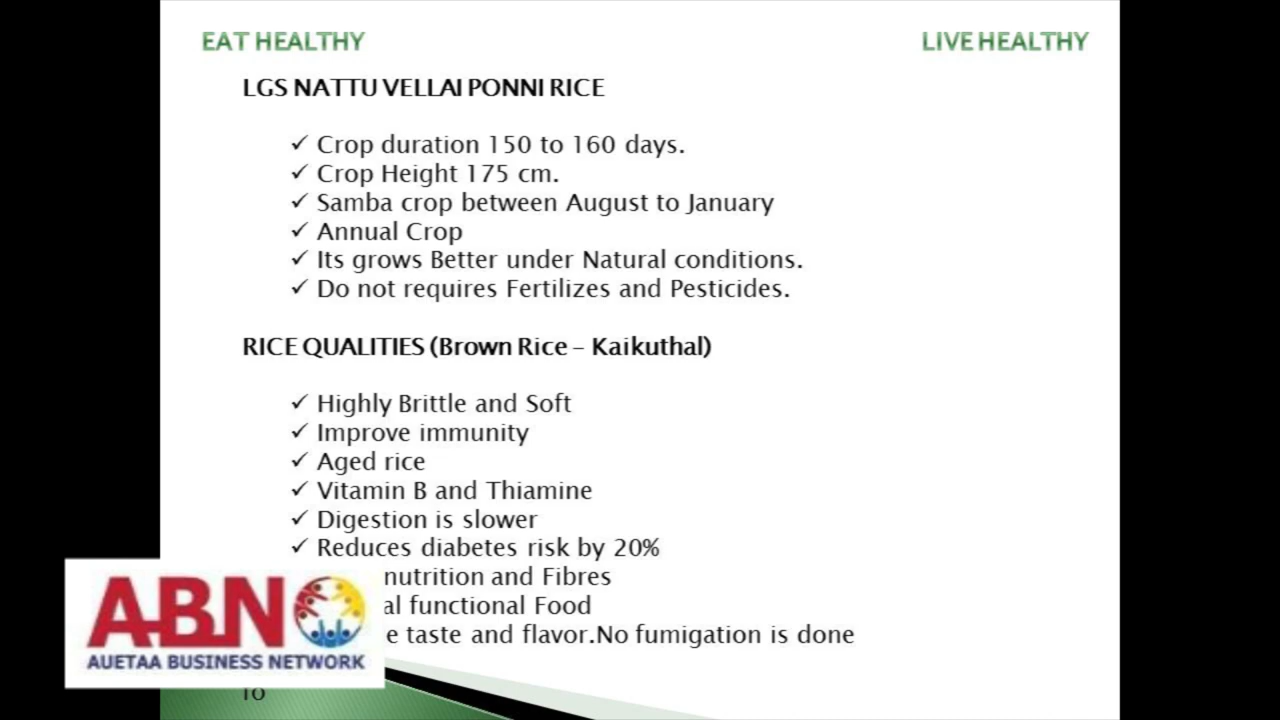 EAT HEALTHY LIVE HEALTHY
LGS NATTU VELLAI PONNI RICE
✓ Crop duration 150 to 160 days.
✓ Crop Height 175 cm.
✓ Samba crop between August to January
✓ Annual Crop
✓ Its grows Better under Natural conditions.
✓ Do not requires Fertilizes and Pesticides.
RICE QUALITIES (Brown Rice – Kaikuthal)
✓ Highly Brittle and Soft
✓ Improve immunity
✓ Aged rice
✓ Vitamin B and Thiamine
✓ Digestion is slower
✓ Reduces diabetes risk by 20%
nutrition and Fibres
functional Food
taste and flavor.No fumigation is done
ABN
AUETAA BUSINESS NETWORK